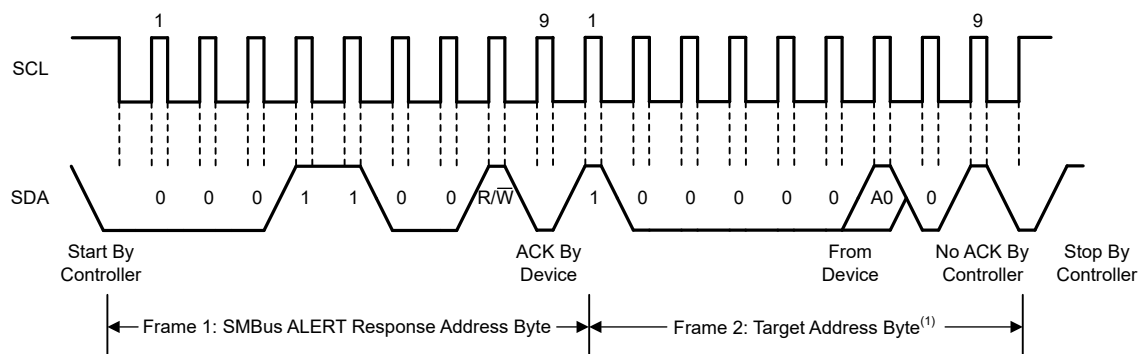 1 9 1 9
SCL
SDA 0 0 0 1 1 0 0 R/W̅ 1 0 0 0 0 0 A0 0
Start By
Controller
ACK By
Device
From
Device
No ACK By
Controller
Stop By
Controller
Frame 1: SMBus ALERT Response Address Byte
Frame 2: Target Address Byte(1)